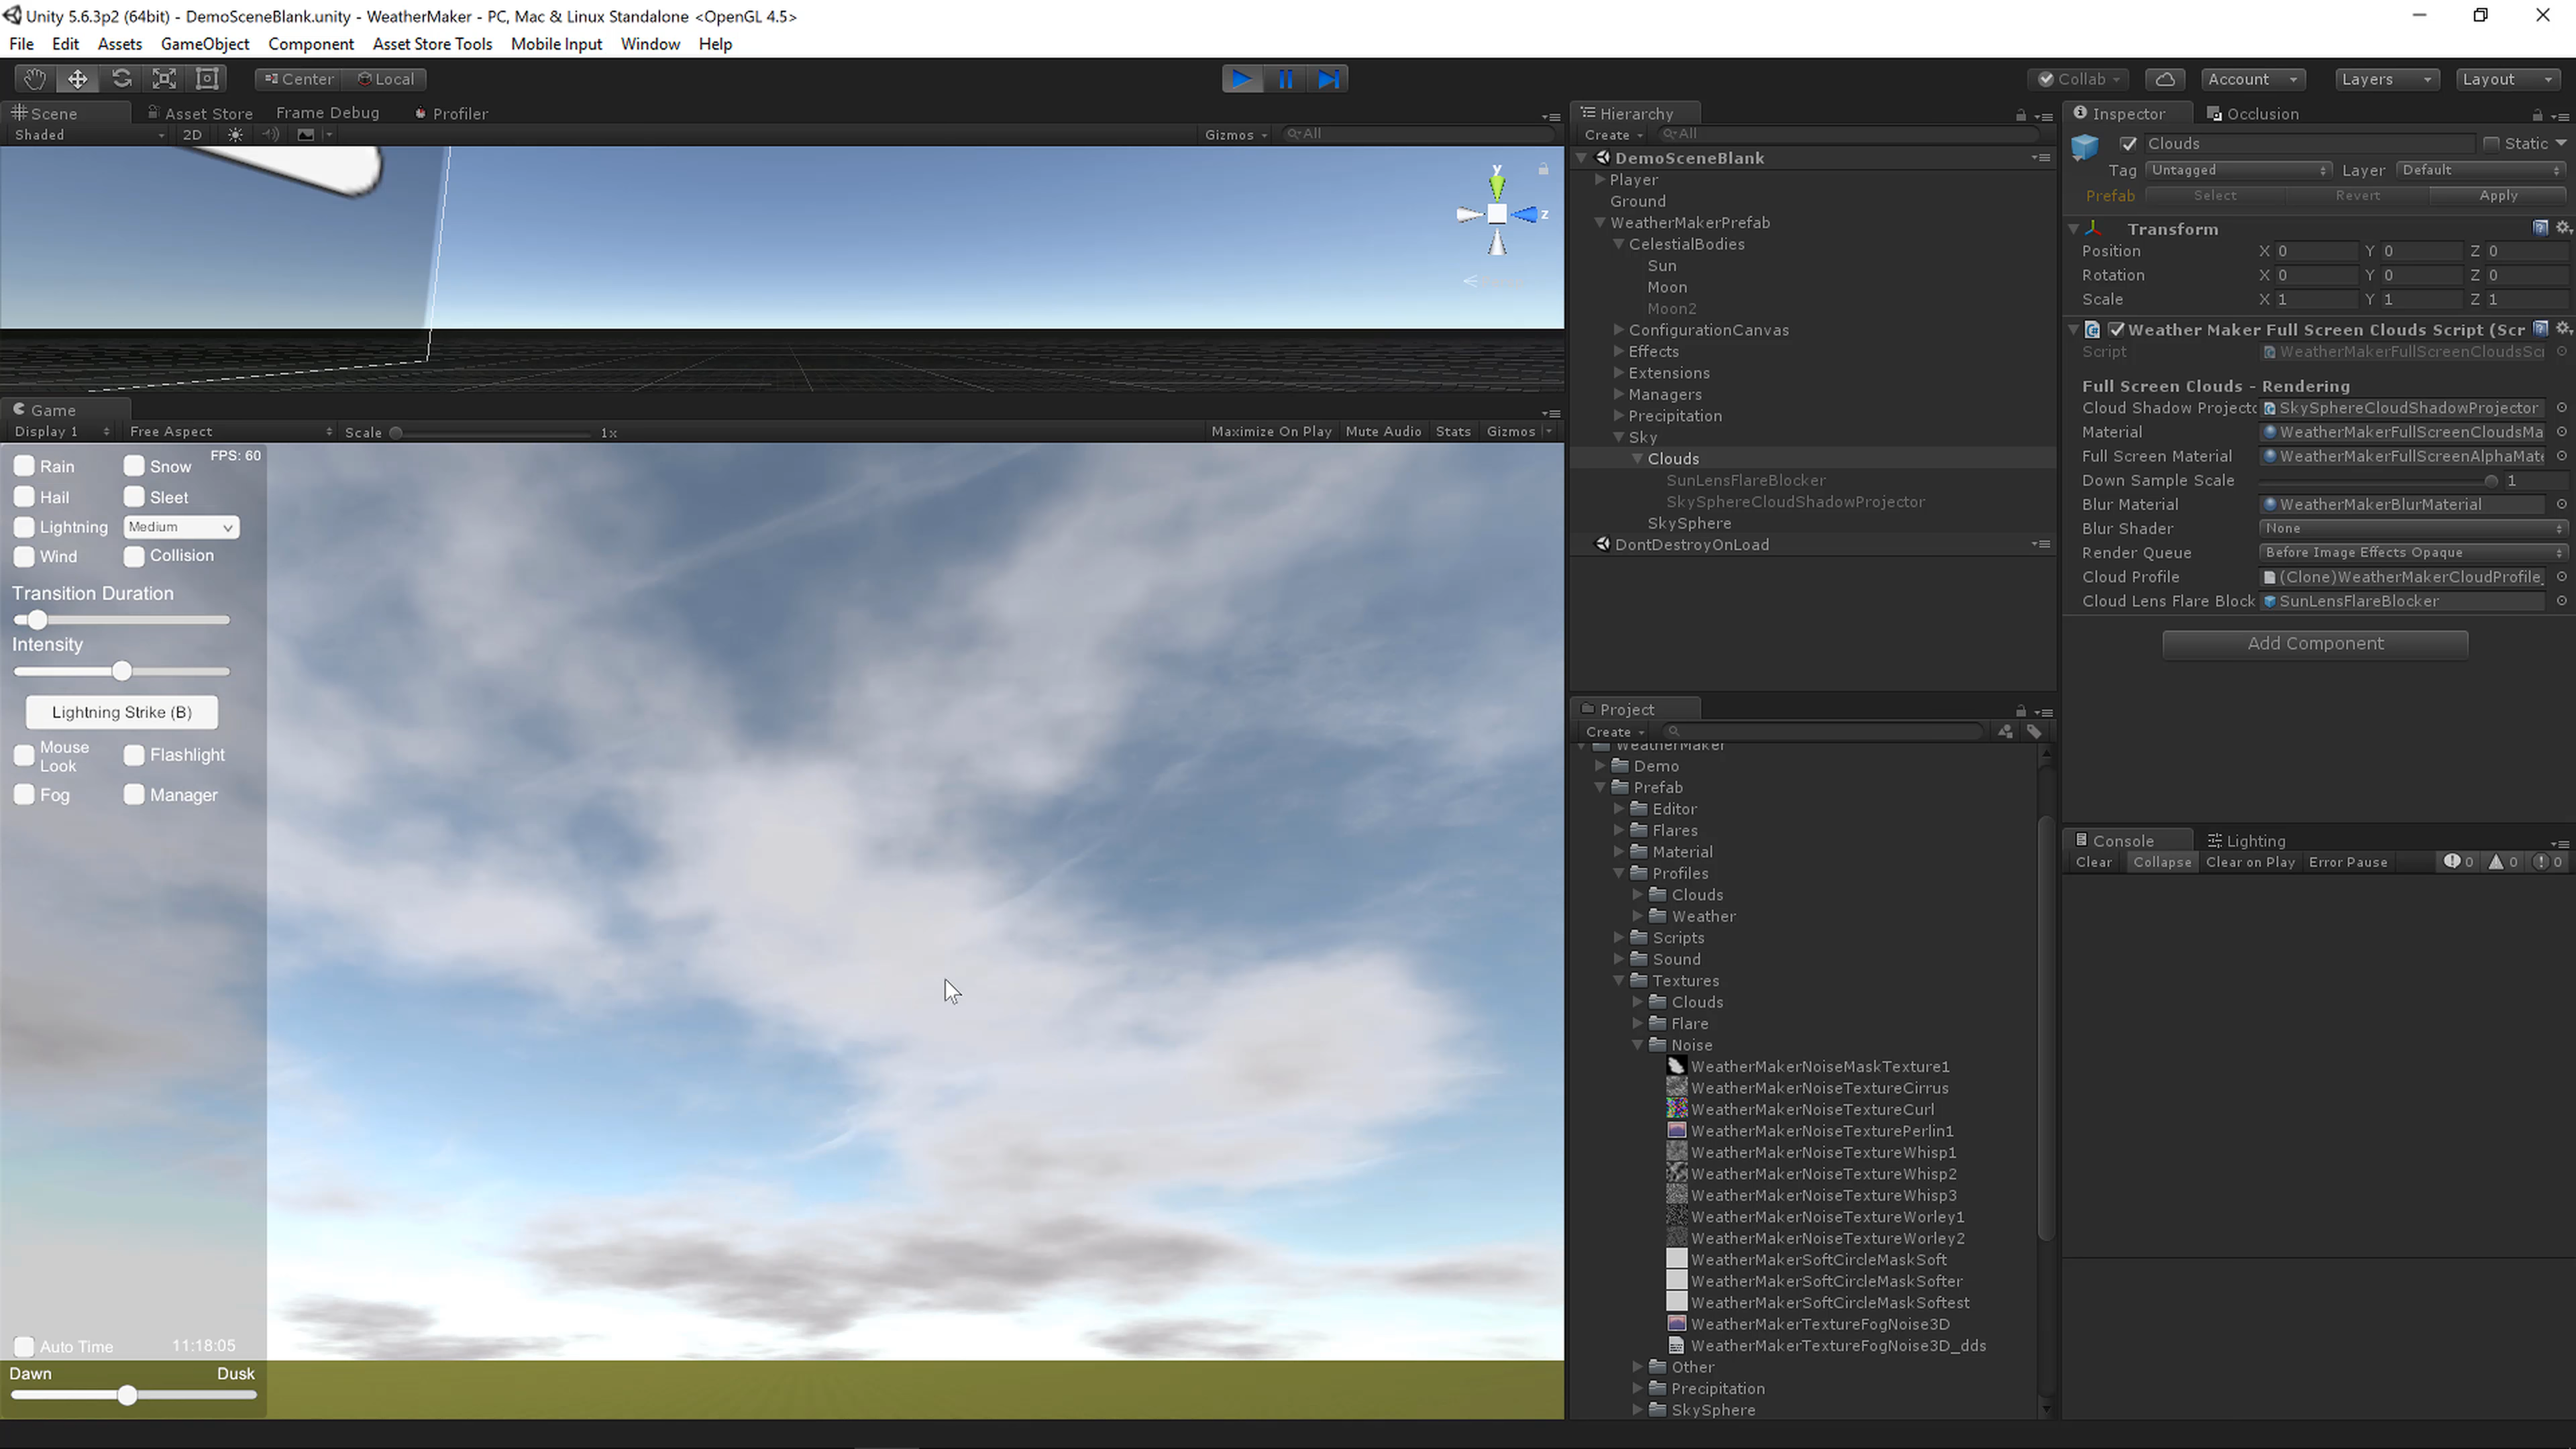 Unity 5.6.3p2 (64bit) - DemoSceneBlank.unity - WeatherMaker - PC, Mac & Linux Standalone <OpenGL 4.5>
File Edit Assets GameObject Component Asset Store Tools Mobile Input Window Help
Center Local
Collab Account Layers Layout
Scene Asset Store Frame Debug Profiler
Shaded 2D Gizmos All
y
z
Game
Display 1 Free Aspect Scale 1x Maximize On Play Mute Audio Stats Gizmos
FPS: 60
Rain Snow
Hail Sleet
Lightning Medium
Wind Collision
Transition Duration
Intensity
Lightning Strike (B)
Mouse Look Flashlight
Fog Manager
Auto Time 11:18:05
Dawn Dusk
Hierarchy
Create All
DemoSceneBlank
Player
Ground
WeatherMakerPrefab
CelestialBodies
Sun
Moon
Moon2
ConfigurationCanvas
Effects
Extensions
Managers
Precipitation
Sky
Clouds
SunLensFlareBlocker
SkySphereCloudShadowProjector
SkySphere
DontDestroyOnLoad
Project
Create
WeatherMaker
Demo
Prefab
Editor
Flares
Material
Profiles
Clouds
Weather
Scripts
Sound
Textures
Clouds
Flare
Noise
WeatherMakerNoiseMaskTexture1
WeatherMakerNoiseTextureCirrus
WeatherMakerNoiseTextureCurl
WeatherMakerNoiseTexturePerlin1
WeatherMakerNoiseTextureWhisp1
WeatherMakerNoiseTextureWhisp2
WeatherMakerNoiseTextureWhisp3
WeatherMakerNoiseTextureWorley1
WeatherMakerNoiseTextureWorley2
WeatherMakerSoftCircleMaskSoft
WeatherMakerSoftCircleMaskSofter
WeatherMakerSoftCircleMaskSoftest
WeatherMakerTextureFogNoise3D
WeatherMakerTextureFogNoise3D_dds
Other
Precipitation
SkySphere
Inspector Occlusion
Clouds Static
Tag Untagged Layer Default
Prefab Select Revert Apply
Transform
Position X 0 Y 0 Z 0
Rotation X 0 Y 0 Z 0
Scale X 1 Y 1 Z 1
Weather Maker Full Screen Clouds Script (Scr
Script WeatherMakerFullScreenCloudsScr
Full Screen Clouds - Rendering
Cloud Shadow Projecto SkySphereCloudShadowProjector
Material WeatherMakerFullScreenCloudsMa
Full Screen Material WeatherMakerFullScreenAlphaMate
Down Sample Scale 1
Blur Material WeatherMakerBlurMaterial
Blur Shader None
Render Queue Before Image Effects Opaque
Cloud Profile (Clone)WeatherMakerCloudProfile_
Cloud Lens Flare Block SunLensFlareBlocker
Add Component
Console Lighting
Clear Collapse Clear on Play Error Pause 0 0 0